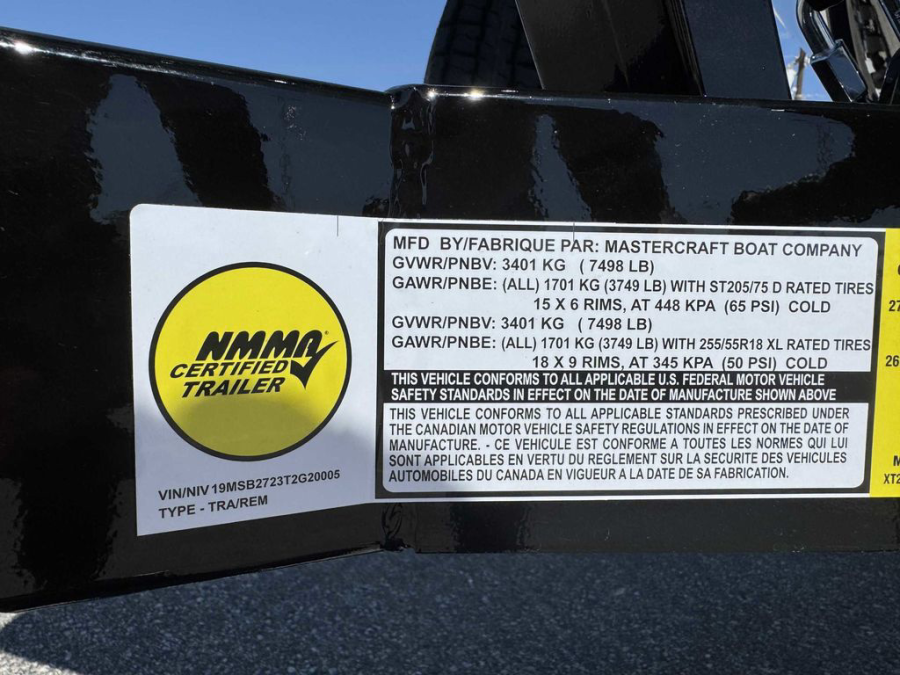 NMMA®
CERTIFIED
TRAILER
VIN/NIV 19MSB2723T2G20005
TYPE - TRA/REM
MFD BY/FABRIQUE PAR: MASTERCRAFT BOAT COMPANY
GVWR/PNBV: 3401 KG ( 7498 LB)
GAWR/PNBE: (ALL) 1701 KG (3749 LB) WITH ST205/75 D RATED TIRES
15 X 6 RIMS, AT 448 KPA (65 PSI) COLD
GVWR/PNBV: 3401 KG ( 7498 LB)
GAWR/PNBE: (ALL) 1701 KG (3749 LB) WITH 255/55R18 XL RATED TIRES
18 X 9 RIMS, AT 345 KPA (50 PSI) COLD
THIS VEHICLE CONFORMS TO ALL APPLICABLE U.S. FEDERAL MOTOR VEHICLE
SAFETY STANDARDS IN EFFECT ON THE DATE OF MANUFACTURE SHOWN ABOVE
THIS VEHICLE CONFORMS TO ALL APPLICABLE STANDARDS PRESCRIBED UNDER
THE CANADIAN MOTOR VEHICLE SAFETY REGULATIONS IN EFFECT ON THE DATE OF
MANUFACTURE. - CE VEHICULE EST CONFORME A TOUTES LES NORMES QUI LUI
SONT APPLICABLES EN VERTU DU REGLEMENT SUR LA SECURITE DES VEHICULES
AUTOMOBILES DU CANADA EN VIGUEUR A LA DATE DE SA FABRICATION.